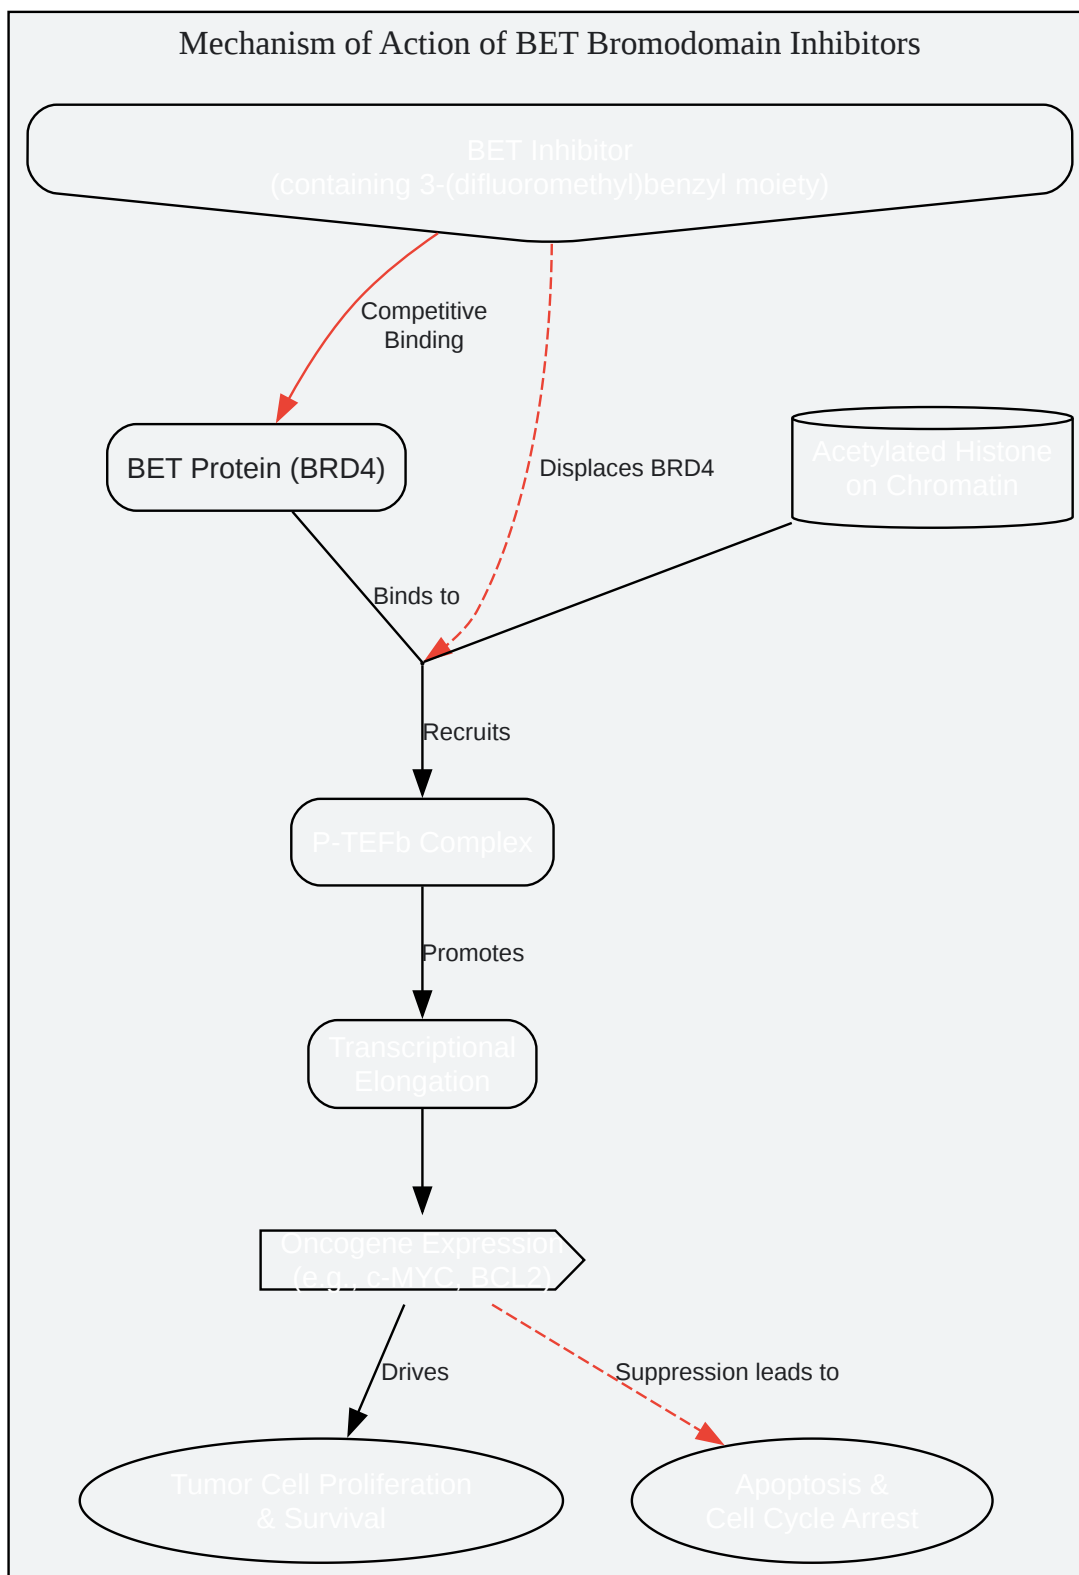 Mechanism of Action of BET Bromodomain Inhibitors
BET Inhibitor
(containing 3-(difluoromethyl)benzyl moiety)
Competitive
Binding
BET Protein (BRD4)
Displaces BRD4
Acetylated Histone
on Chromatin
Binds to
Recruits
P-TEFb Complex
Promotes
Transcriptional
Elongation
Oncogene Expression
(e.g., c-MYC, BCL2)
Drives
Suppression leads to
Tumor Cell Proliferation
& Survival
Apoptosis &
Cell Cycle Arrest